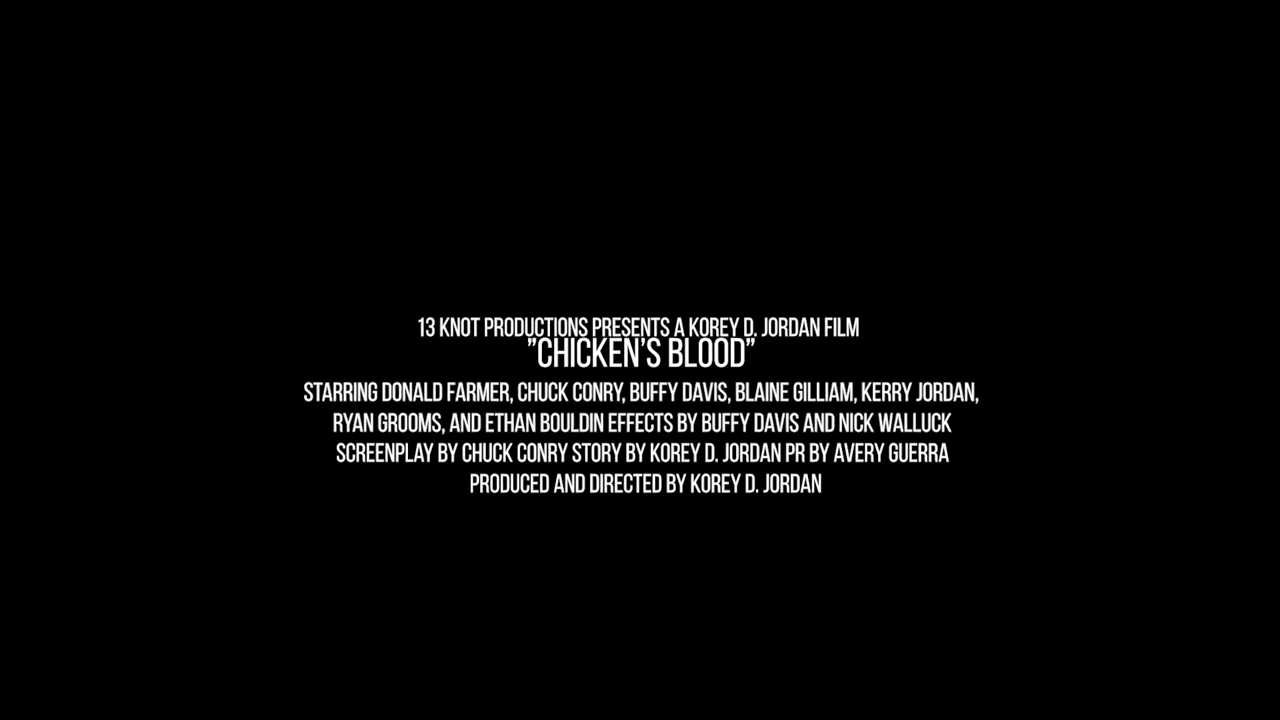 13 KNOT PRODUCTIONS PRESENTS A KOREY D. JORDAN FILM
"CHICKEN'S BLOOD"
STARRING DONALD FARMER, CHUCK CONRY, BUFFY DAVIS, BLAINE GILLIAM, KERRY JORDAN,
RYAN GROOMS, AND ETHAN BOULDIN EFFECTS BY BUFFY DAVIS AND NICK WALLUCK
SCREENPLAY BY CHUCK CONRY STORY BY KOREY D. JORDAN PR BY AVERY GUERRA
PRODUCED AND DIRECTED BY KOREY D. JORDAN